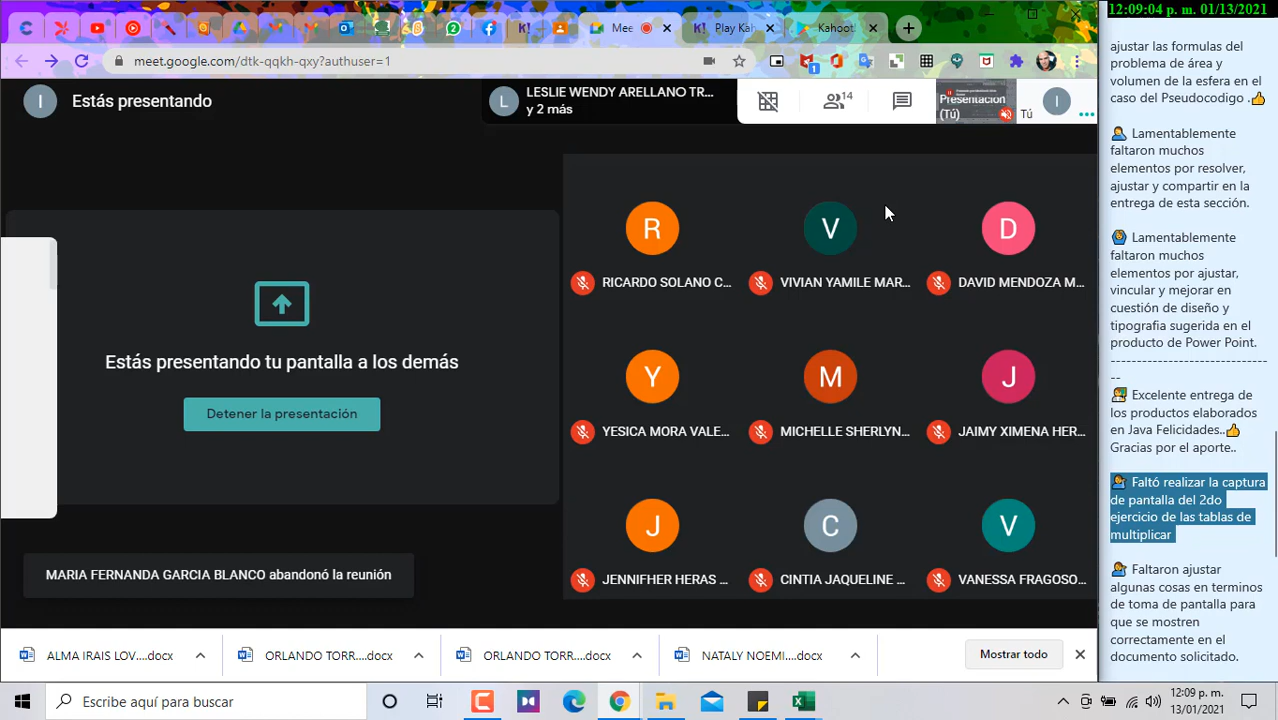 Mee
Play Kah
Kahoot!
meet.google.com/dtk-qqkh-qxy?authuser=1
I
Estás presentando
L
LESLIE WENDY ARELLANO TR...
y 2 más
14
Presentación
(Tú)
Tú
I
Estás presentando tu pantalla a los demás
Detener la presentación
R
RICARDO SOLANO C...
V
VIVIAN YAMILE MAR...
D
DAVID MENDOZA M...
Y
YESICA MORA VALE...
M
MICHELLE SHERLYN...
J
JAIMY XIMENA HER...
J
JENNIFHER HERAS ...
C
CINTIA JAQUELINE ...
V
VANESSA FRAGOSO...
MARIA FERNANDA GARCIA BLANCO abandonó la reunión
ALMA IRAIS LOV....docx
ORLANDO TORR....docx
ORLANDO TORR....docx
NATALY NOEMI....docx
Mostrar todo
Escribe aquí para buscar
12:09 p. m.
13/01/2021
12:09:04 p. m. 01/13/2021
ajustar las formulas del
problema de área y
volumen de la esfera en el
caso del Pseudocodigo .👍
Lamentablemente
faltaron muchos
elementos por resolver,
ajustar y compartir en la
entrega de esta sección.
Lamentablemente
faltaron muchos
elementos por ajustar,
vincular y mejorar en
cuestión de diseño y
tipografia sugerida en el
producto de Power Point.
--------------------------------
--
Excelente entrega de
los productos elaborados
en Java Felicidades..👍
Gracias por el aporte..
Faltó realizar la captura
de pantalla del 2do
ejercicio de las tablas de
multiplicar
Faltaron ajustar
algunas cosas en terminos
de toma de pantalla para
que se mostren
correctamente en el
documento solicitado.